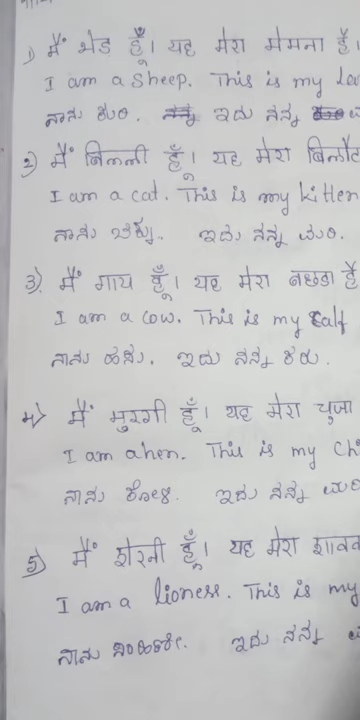 1) मैं भेड हूँ। यह मेरा मेमना है
I am a sheep. This is my
ನಾನು ಕುರಿ. ಇದು ನನ್ನ
2) मैं बिल्ली हूँ। यह मेरा
I am a cat. This is my kitten
ನಾನು ಬೆಕ್ಕು. ಇದು ನನ್ನ ಮರಿ.
3) मैं गाय हूँ। यह मेरा बछडा है
I am a cow. This is my calf
ನಾನು ಹಸು. ಇದು ನನ್ನ ಕರು.
4) मैं मुरगी हूँ। यह मेरा चुजा
I am a hen. This is my
ನಾನು ಕೋಳಿ. ಇದು ನನ್ನ ಮರಿ
5) मैं शेरनी हूँ। यह मेरा
I am a lioness. This is my
ನಾನು ಇದು ನನ್ನ